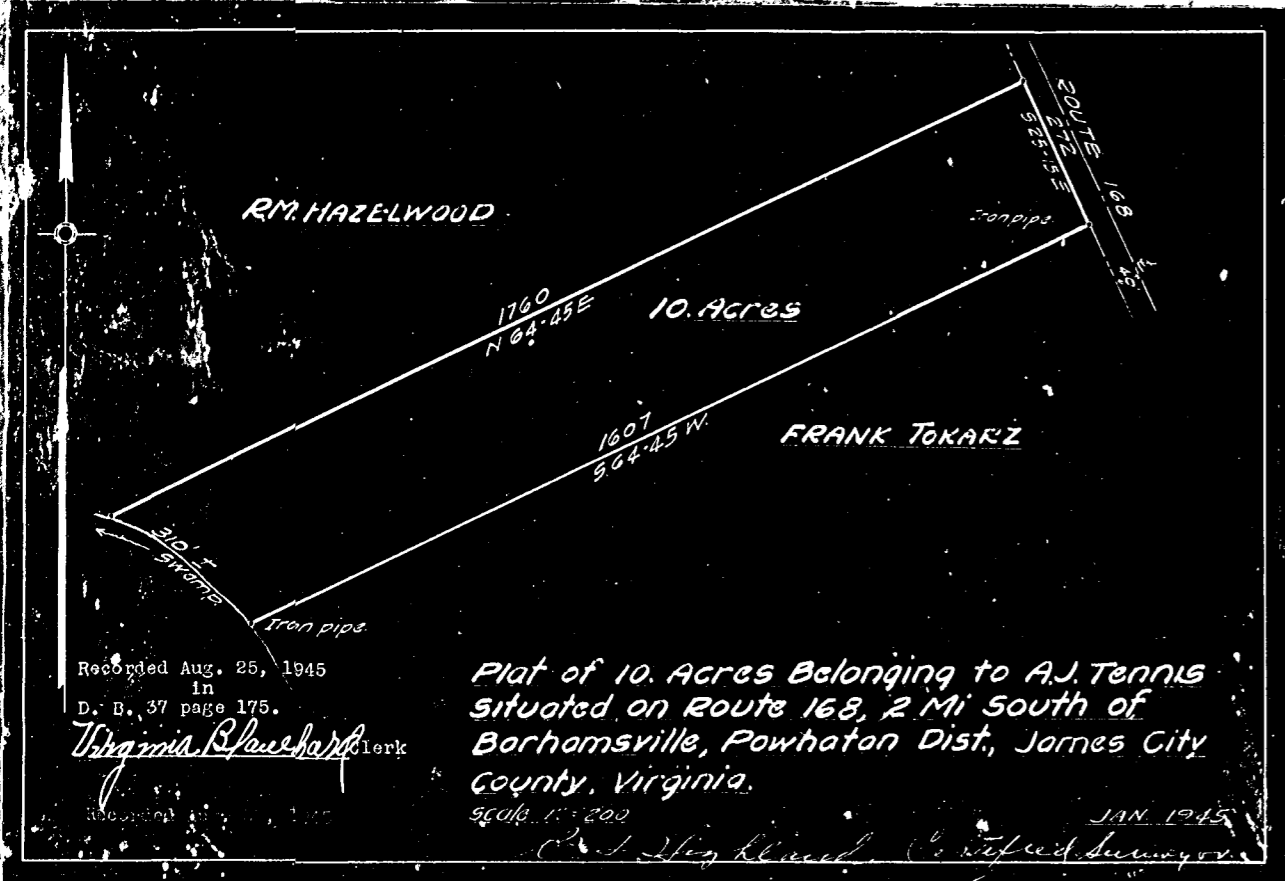 ROUTE 168
272
S 25-15 E
R.M. HAZELWOOD
Iron pipe.
40 ft
1760
N 64-45 E
10. Acres
1607
S. 64-45 W.
FRANK TOKARZ
310' ±
Swamp.
Iron pipe.
Recorded Aug. 25, 1945
in
D. B. 37 page 175.
Virginia Blanchard Clerk
Plat of 10. Acres Belonging to A.J. Tennis
situated on Route 168, 2 Mi South of
Barhamsville, Powhatan Dist., James City
County, Virginia.
Scale 1"=200
JAN. 1945
Highland, Certified Surveyor.